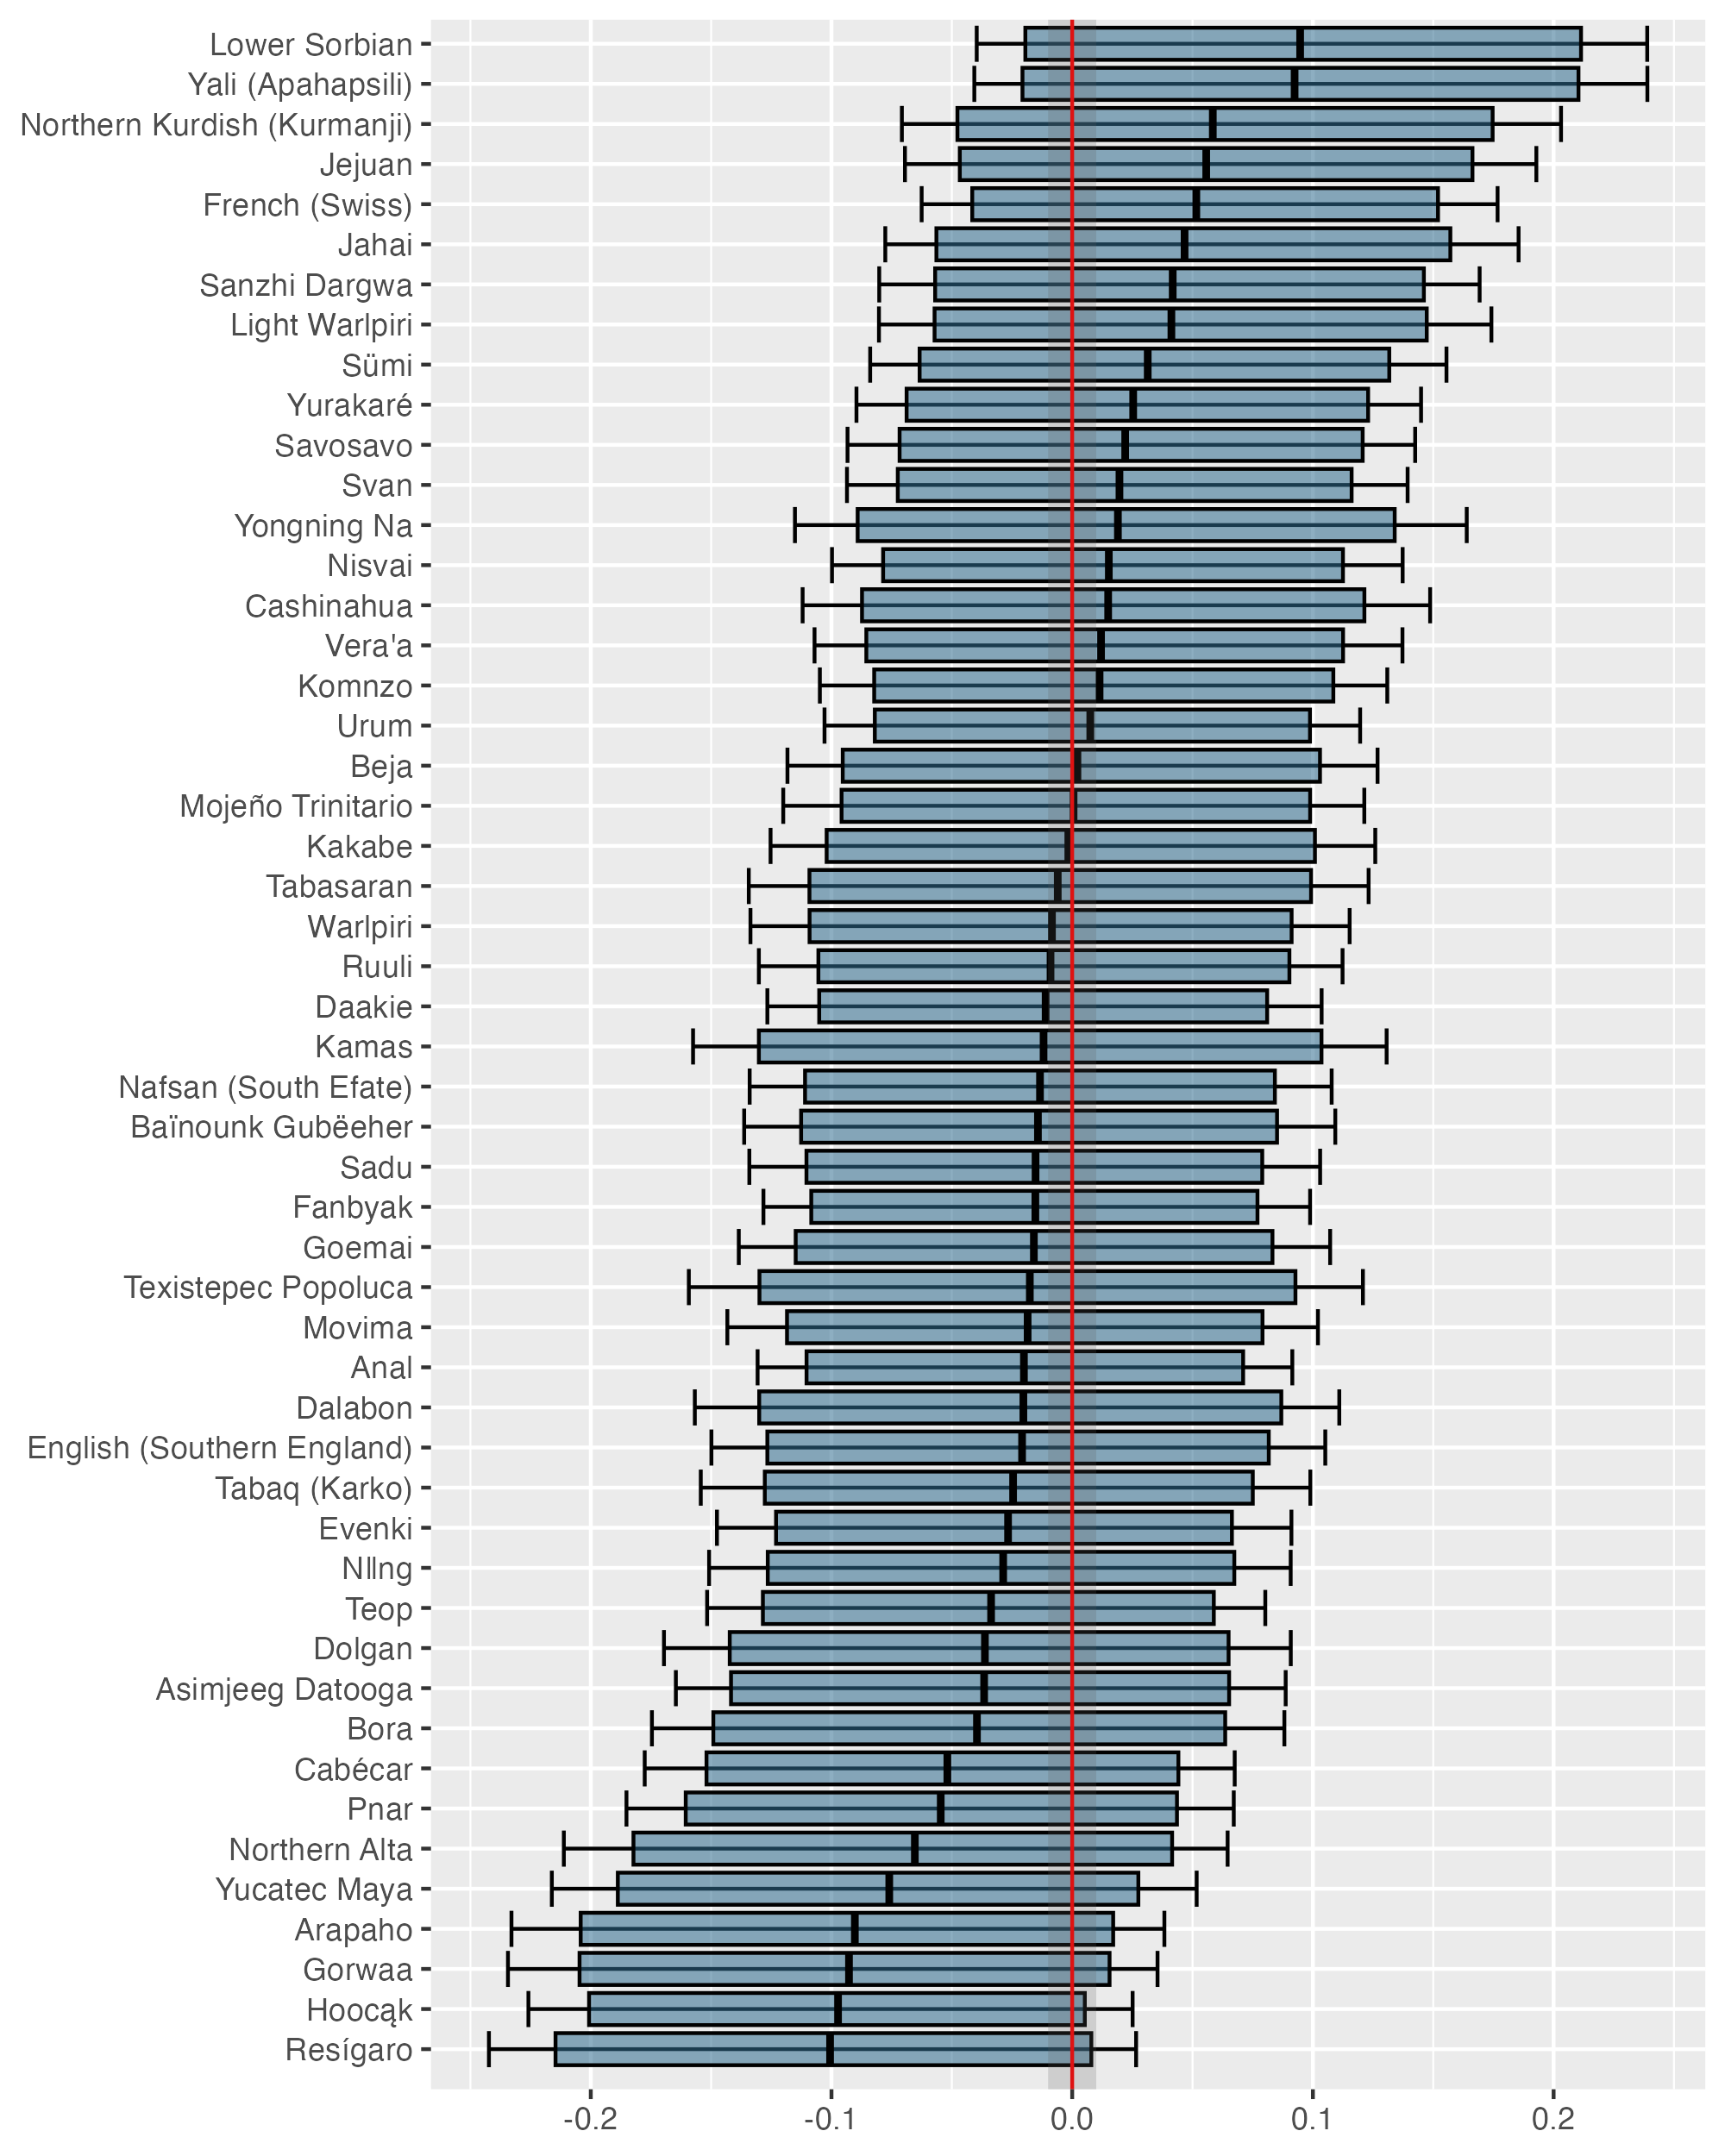 Lower Sorbian
Yali (Apahapsili)
Northern Kurdish (Kurmanji)
Jejuan
French (Swiss)
Jahai
Sanzhi Dargwa
Light Warlpiri
Sümi
Yurakaré
Savosavo
Svan
Yongning Na
Nisvai
Cashinahua
Vera'a
Komnzo
Urum
Beja
Mojeño Trinitario
Kakabe
Tabasaran
Warlpiri
Ruuli
Daakie
Kamas
Nafsan (South Efate)
Baïnounk Gubëeher
Sadu
Fanbyak
Goemai
Texistepec Popoluca
Movima
Anal
Dalabon
English (Southern England)
Tabaq (Karko)
Evenki
Nǁng
Teop
Dolgan
Asimjeeg Datooga
Bora
Cabécar
Pnar
Northern Alta
Yucatec Maya
Arapaho
Gorwaa
Hoocąk
Resígaro
-0.2 -0.1 0.0 0.1 0.2